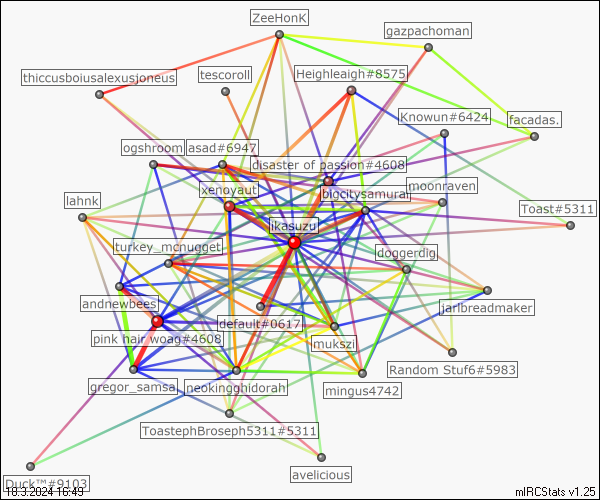 ZeeHonK
gazpachoman
thiccusboiusalexusjoneus
tescoroll
Heighleaigh#8575
Knowun#6424
facadas.
ogshroom
asad#6947
disaster of passion#4608
xenoyaut
bigcitysamurai
moonraven
lahnk
ikasuzu
Toast#5311
turkey_mcnugget
doggerdig
andnewbees
default#0617
jarlbreadmaker
pink hair woag#4608
mukszi
gregor_samsa
neokingghidorah
mingus4742
Random Stuf6#5983
ToastephBroseph5311#5311
avelicious
Duck™#9103
18.3.2024 16:49
mIRCStats v1.25